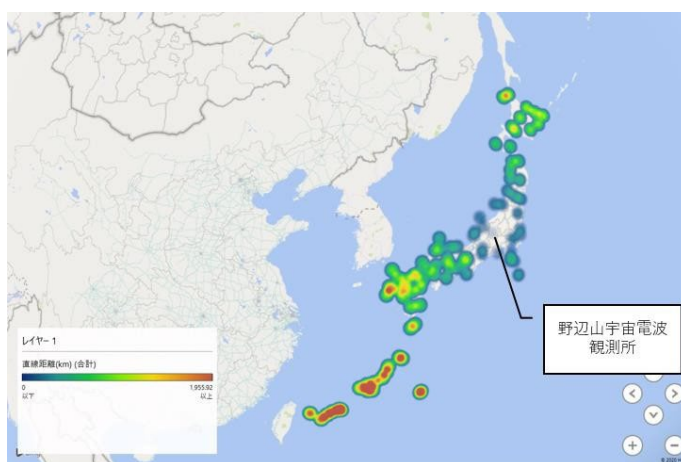 野辺山宇宙電波
観測所
レイヤー 1
直線距離(km) (合計)
0
以下
1,955.92
以上